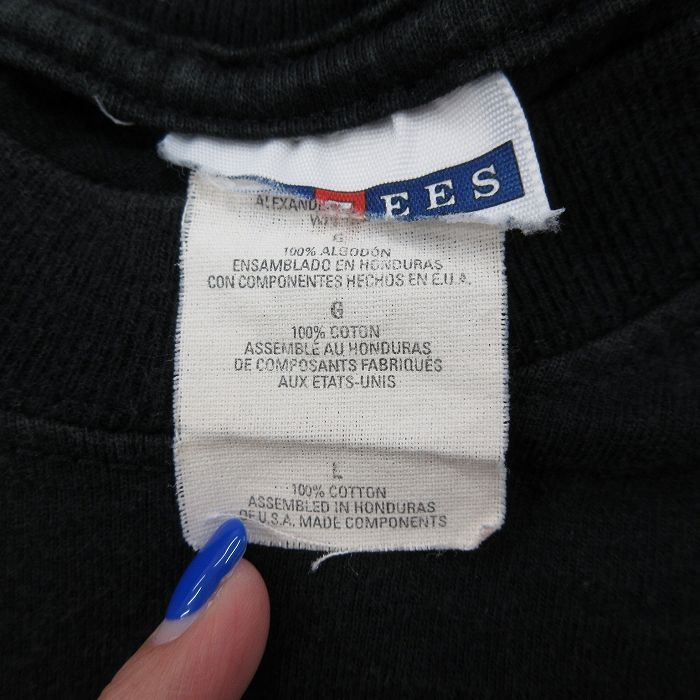 EES
G
100% ALGODÓN
ENSAMBLADO EN HONDURAS
CON COMPONENTES HECHOS EN E.U.A.
G
100% COTON
ASSEMBLÉ AU HONDURAS
DE COMPOSANTS FABRIQUÉS
AUX ETATS-UNIS
L
100% COTTON
ASSEMBLED IN HONDURAS
OF U.S.A. MADE COMPONENTS